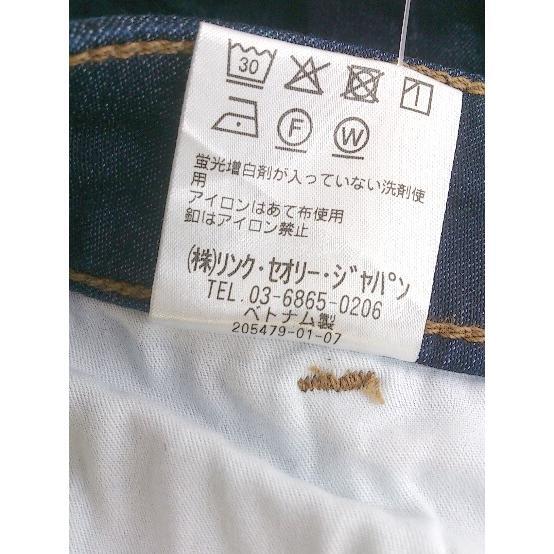 30
F W
蛍光増白剤が入っていない洗剤使
用
アイロンはあて布使用
釦はアイロン禁止
(株)リンク・セオリー・ジャパン
TEL. 03-6865-0206
ベトナム製
205479-01-07